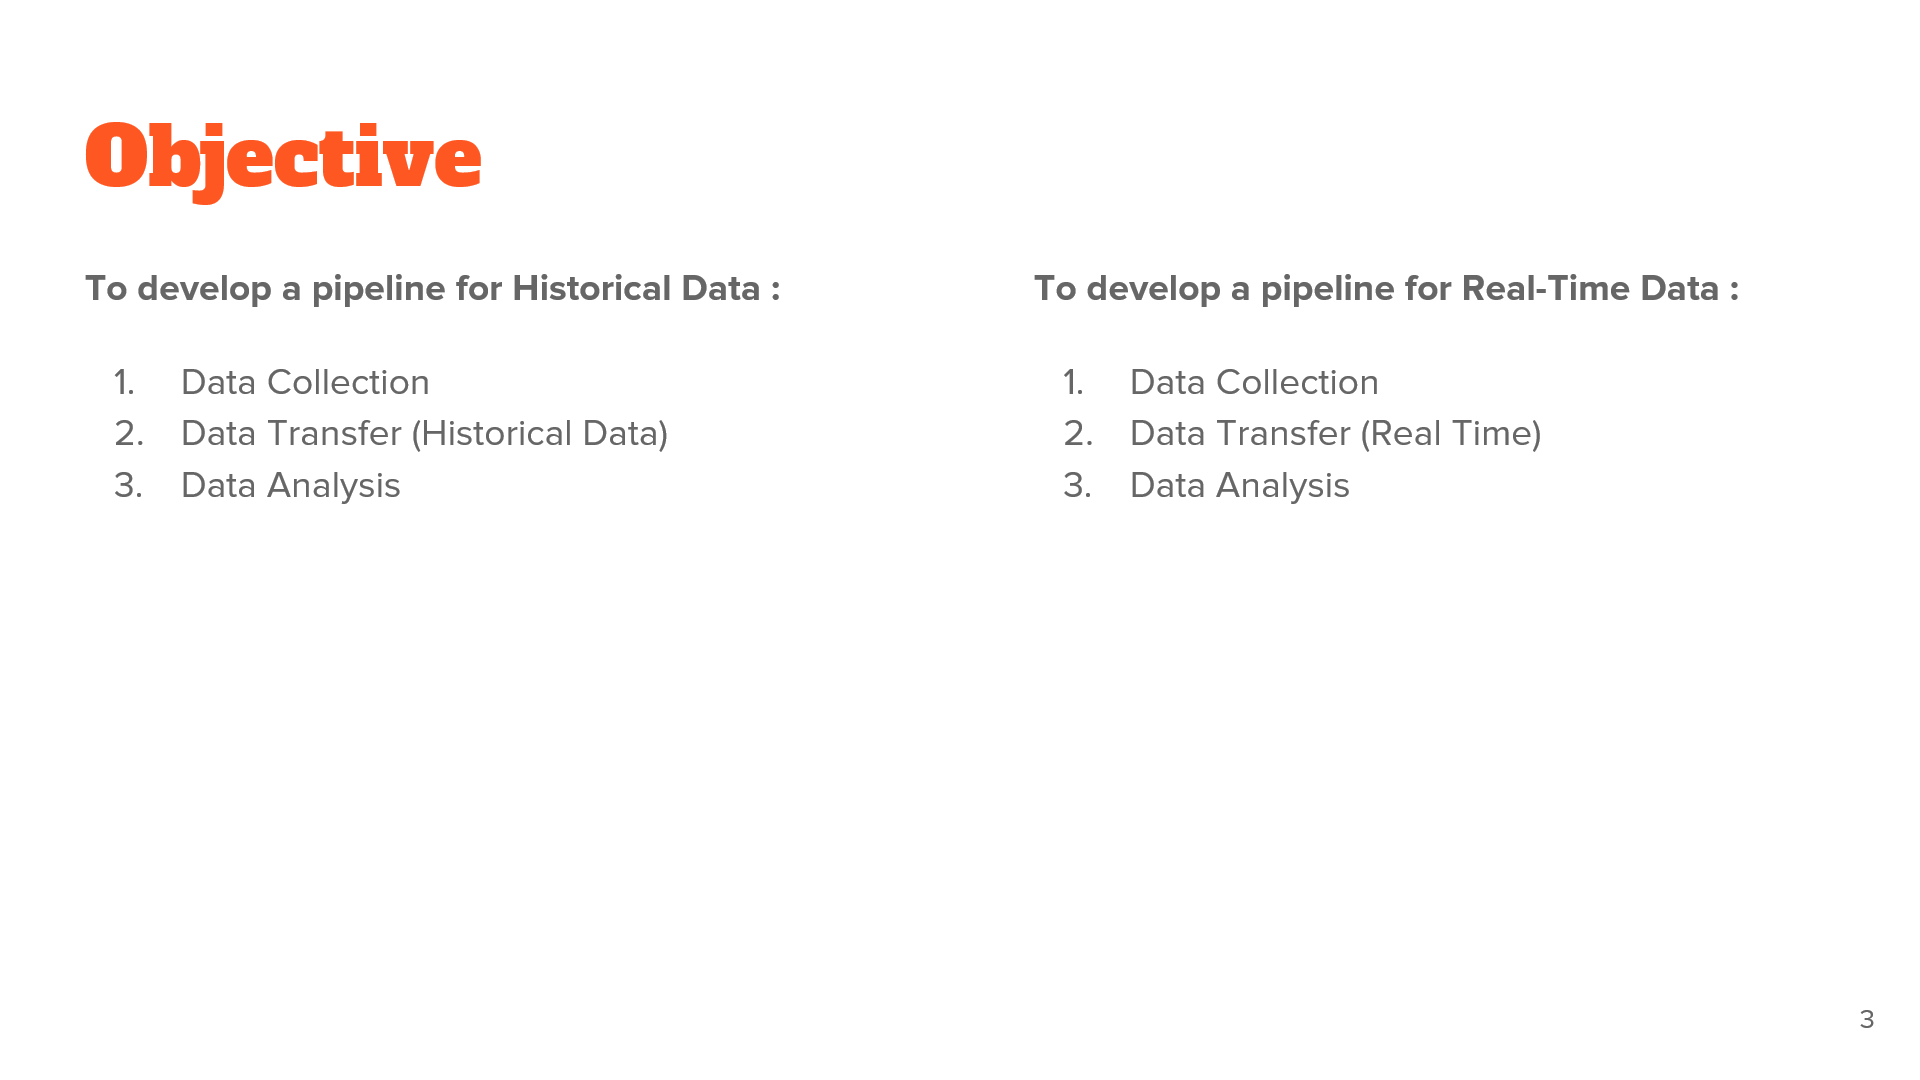 Objective
To develop a pipeline for Historical Data :
1. Data Collection
2. Data Transfer (Historical Data)
3. Data Analysis
To develop a pipeline for Real-Time Data :
1. Data Collection
2. Data Transfer (Real Time)
3. Data Analysis
3